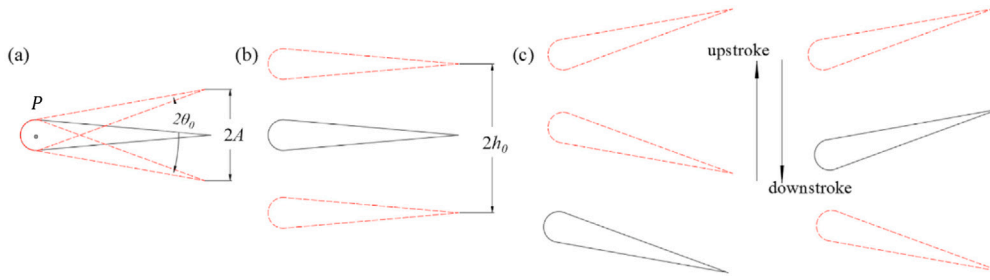 (a)
P
2θ₀
2A
(b)
2h₀
(c)
upstroke
downstroke